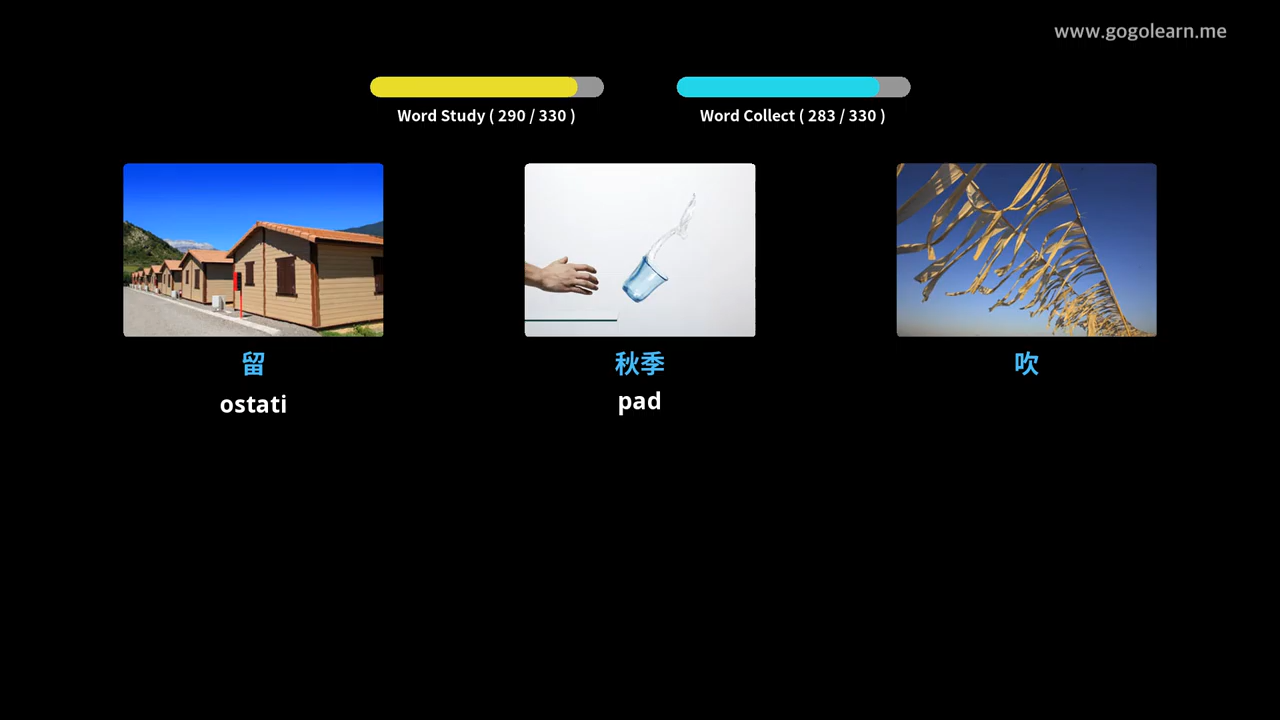 www.gogolearn.me
Word Study ( 290 / 330 )
Word Collect ( 283 / 330 )
留
秋季
吹
ostati
pad